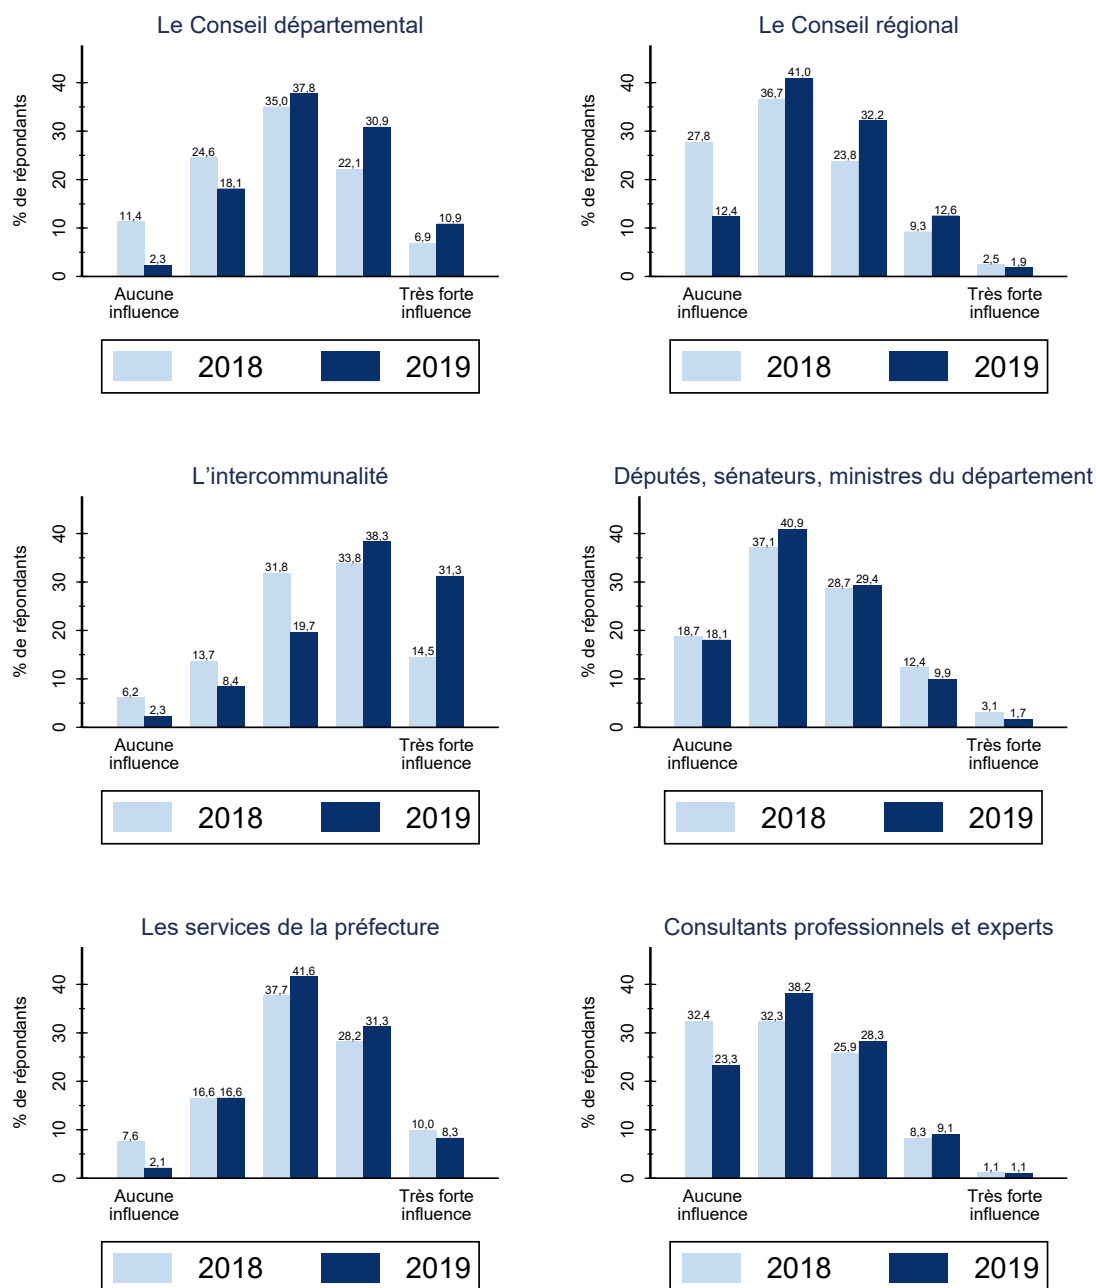 Le Conseil départemental
% de répondants
40
30
20
10
0
11,4
2,3
24,6
18,1
35,0
37,8
22,1
30,9
6,9
10,9
Aucune
influence
Très forte
influence
2018
2019
Le Conseil régional
% de répondants
40
30
20
10
0
27,8
12,4
36,7
41,0
23,8
32,2
9,3
12,6
2,5
1,9
Aucune
influence
Très forte
influence
2018
2019
L'intercommunalité
% de répondants
40
30
20
10
0
6,2
2,3
13,7
8,4
31,8
19,7
33,8
38,3
14,5
31,3
Aucune
influence
Très forte
influence
2018
2019
Députés, sénateurs, ministres du département
% de répondants
40
30
20
10
0
18,7
18,1
37,1
40,9
28,7
29,4
12,4
9,9
3,1
1,7
Aucune
influence
Très forte
influence
2018
2019
Les services de la préfecture
% de répondants
40
30
20
10
0
7,6
2,1
16,6
16,6
37,7
41,6
28,2
31,3
10,0
8,3
Aucune
influence
Très forte
influence
2018
2019
Consultants professionnels et experts
% de répondants
40
30
20
10
0
32,4
23,3
32,3
38,2
25,9
28,3
8,3
9,1
1,1
1,1
Aucune
influence
Très forte
influence
2018
2019